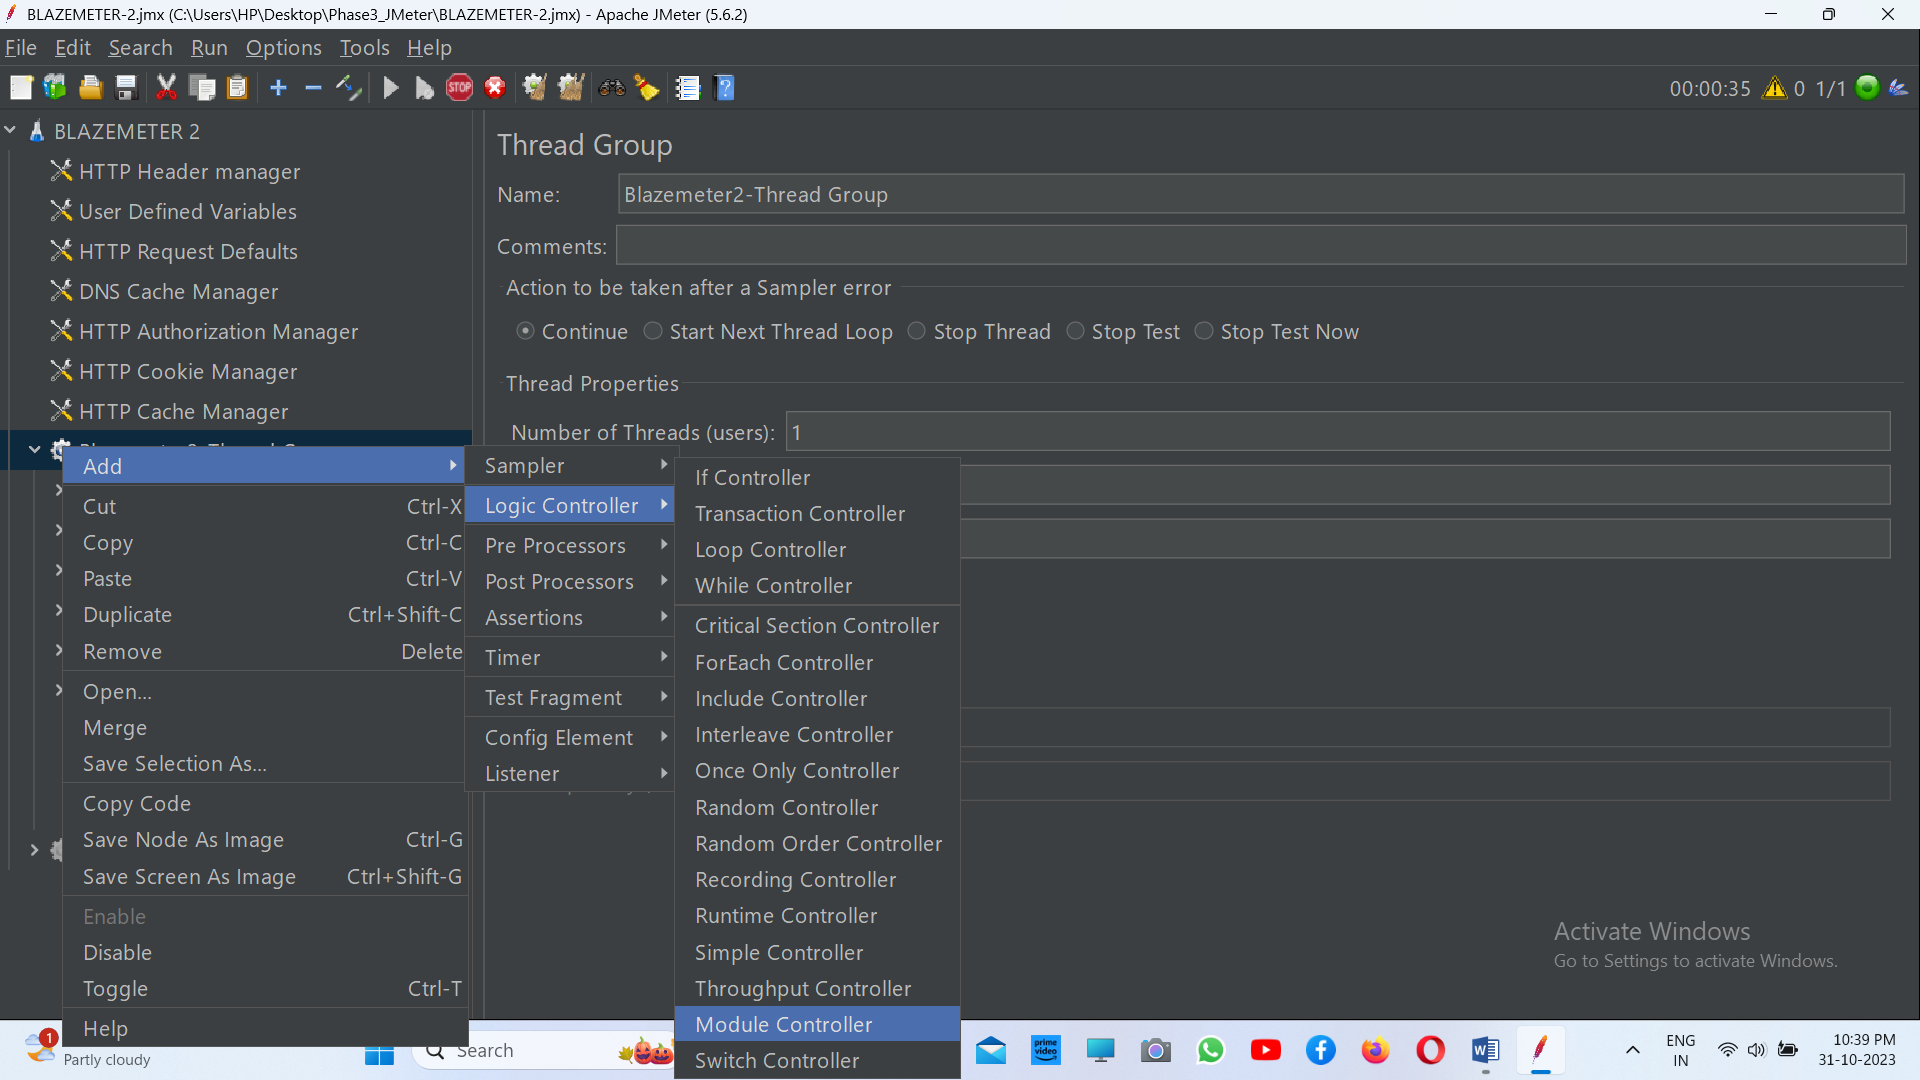 BLAZEMETER-2.jmx (C:\Users\HP\Desktop\Phase3_JMeter\BLAZEMETER-2.jmx) - Apache JMeter (5.6.2)
File Edit Search Run Options Tools Help
STOP
00:00:35 0 1/1
BLAZEMETER 2
HTTP Header manager
User Defined Variables
HTTP Request Defaults
DNS Cache Manager
HTTP Authorization Manager
HTTP Cookie Manager
HTTP Cache Manager
Add
Cut Ctrl-X
Copy Ctrl-C
Paste Ctrl-V
Duplicate Ctrl+Shift-C
Remove Delete
Open...
Merge
Save Selection As...
Copy Code
Save Node As Image Ctrl-G
Save Screen As Image Ctrl+Shift-G
Enable
Disable
Toggle Ctrl-T
Help
Sampler
Logic Controller
Pre Processors
Post Processors
Assertions
Timer
Test Fragment
Config Element
Listener
If Controller
Transaction Controller
Loop Controller
While Controller
Critical Section Controller
ForEach Controller
Include Controller
Interleave Controller
Once Only Controller
Random Controller
Random Order Controller
Recording Controller
Runtime Controller
Simple Controller
Throughput Controller
Module Controller
Switch Controller
Thread Group
Name: Blazemeter2-Thread Group
Comments:
Action to be taken after a Sampler error
Continue Start Next Thread Loop Stop Thread Stop Test Stop Test Now
Thread Properties
Number of Threads (users): 1
Activate Windows
Go to Settings to activate Windows.
1
Partly cloudy
Search
prime video
ENG
IN
10:39 PM
31-10-2023